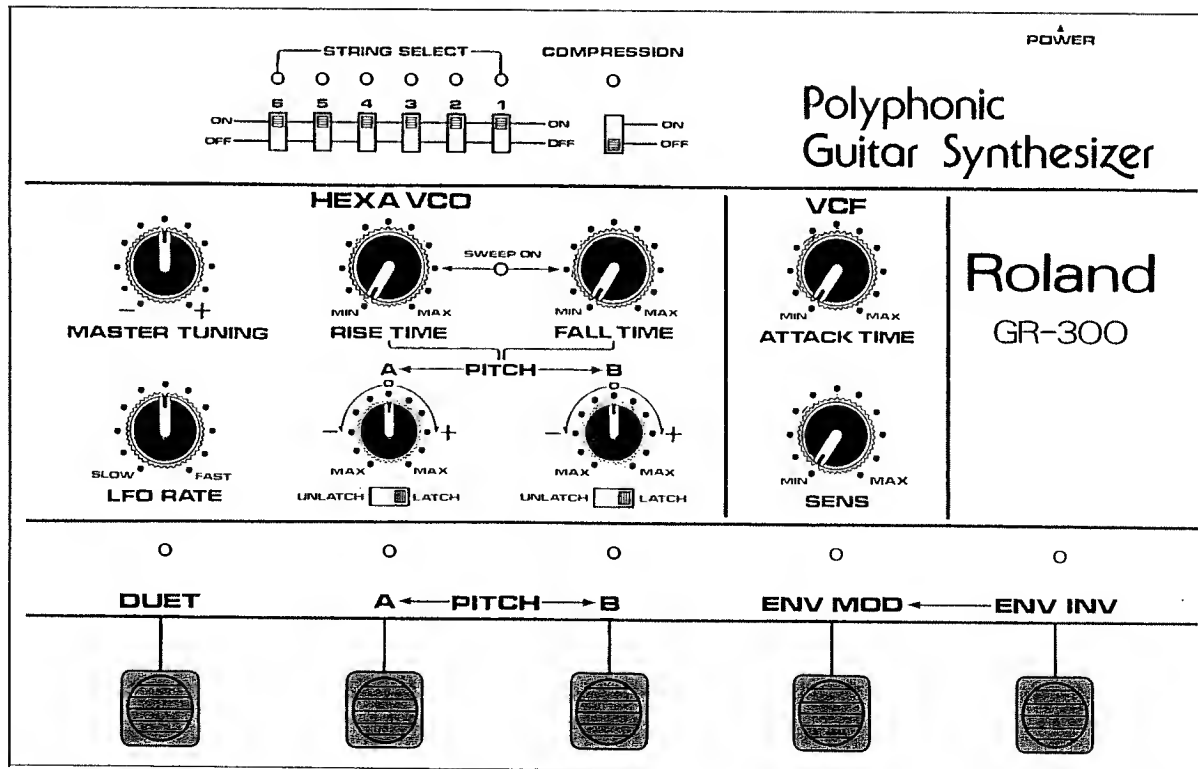 POWER
STRING SELECT COMPRESSION
6 5 4 3 2 1
ON ON ON
OFF OFF OFF
Polyphonic
Guitar Synthesizer
HEXA VCO
VCF
SWEEP ON
− +
MIN MAX MIN MAX MIN MAX
MASTER TUNING RISE TIME FALL TIME ATTACK TIME
Roland
GR-300
A PITCH B
− + − +
SLOW FAST MAX MAX MAX MAX MIN MAX
LFO RATE UNLATCH LATCH UNLATCH LATCH SENS
DUET A PITCH B ENV MOD ENV INV